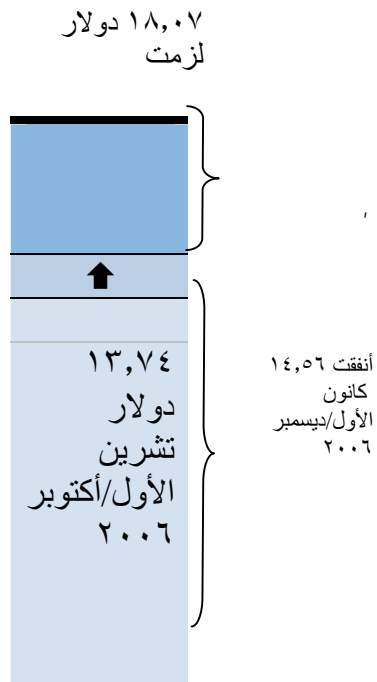 ١٨,٠٧ دولار
لزمت
١٣,٧٤
دولار
تشرين
الأول/أكتوبر
٢٠٠٦
أنفقت ١٤,٥٦
كانون
الأول/ديسمبر
٢٠٠٦